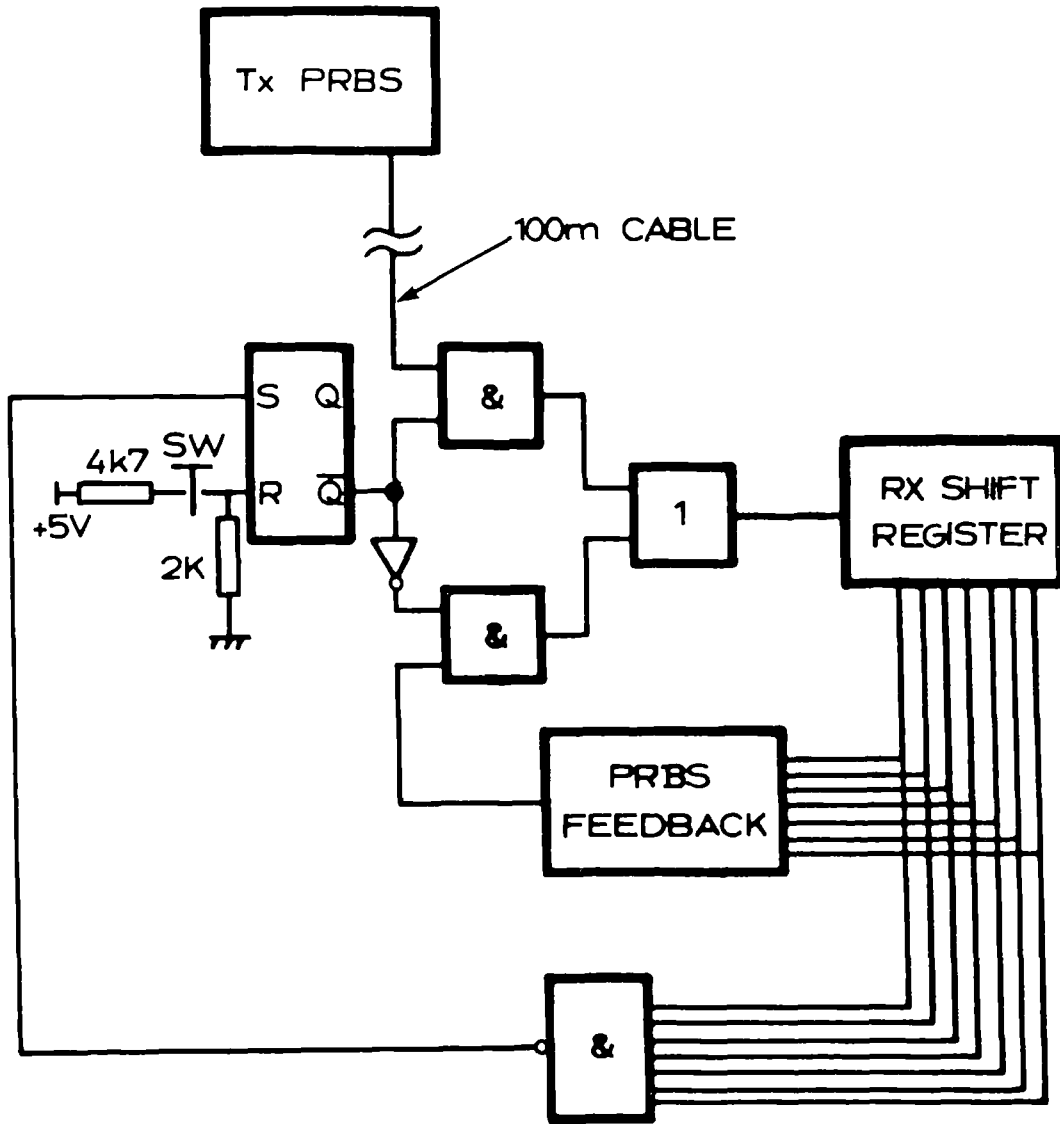 Tx PRBS
100m CABLE
S Q
&
SW
4k7
+5V
R Q̅
2K
1
RX SHIFT
REGISTER
&
PRBS
FEEDBACK
&